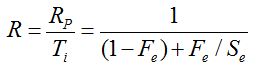 R = R_P / T_i = 1 / ((1 − F_e) + F_e / S_e)